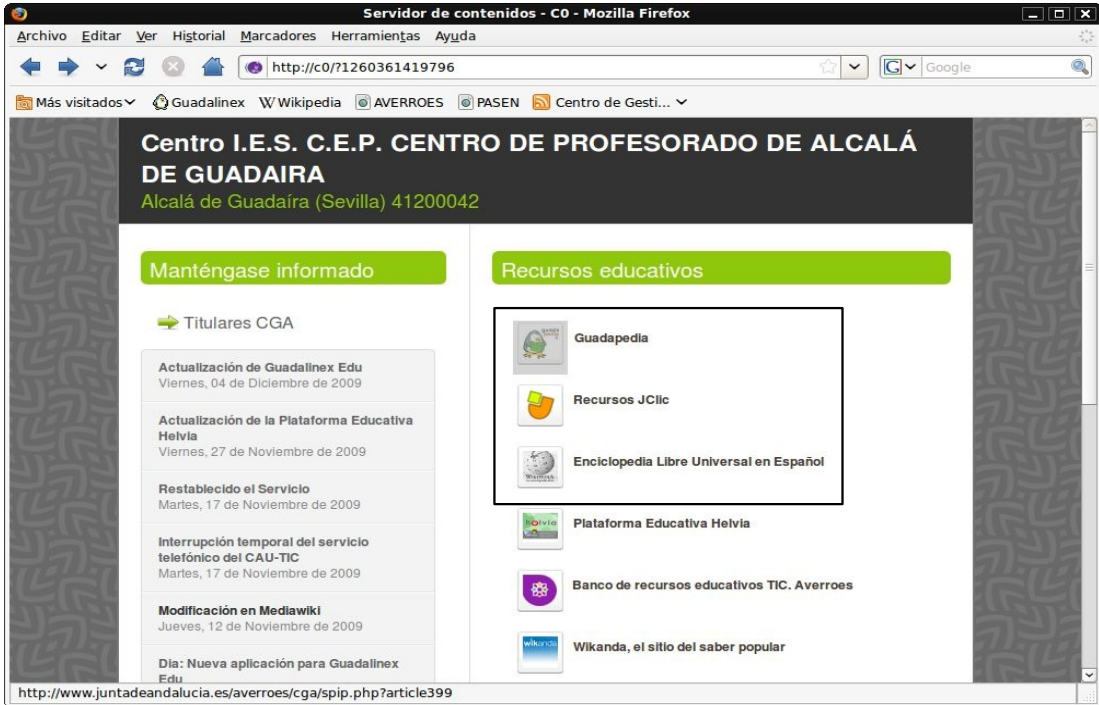 Servidor de contenidos - C0 - Mozilla Firefox
Archivo Editar Ver Historial Marcadores Herramientas Ayuda
http://c0/?1260361419796
Google
Más visitados Guadalinex Wikipedia AVERROES PASEN Centro de Gesti...
Centro I.E.S. C.E.P. CENTRO DE PROFESORADO DE ALCALÁ
DE GUADAIRA
Alcalá de Guadaíra (Sevilla) 41200042
Manténgase informado
Titulares CGA
Actualización de Guadalinex Edu
Viernes, 04 de Diciembre de 2009
Actualización de la Plataforma Educativa
Helvia
Viernes, 27 de Noviembre de 2009
Restablecido el Servicio
Martes, 17 de Noviembre de 2009
Interrupción temporal del servicio
telefónico del CAU-TIC
Martes, 17 de Noviembre de 2009
Modificación en Mediawiki
Jueves, 12 de Noviembre de 2009
Dia: Nueva aplicación para Guadalinex
Edu
Recursos educativos
Guadapedia
Recursos JClic
Enciclopedia Libre Universal en Español
helvia
Plataforma Educativa Helvia
Banco de recursos educativos TIC. Averroes
wikanda
Wikanda, el sitio del saber popular
http://www.juntadeandalucia.es/averroes/cga/spip.php?article399